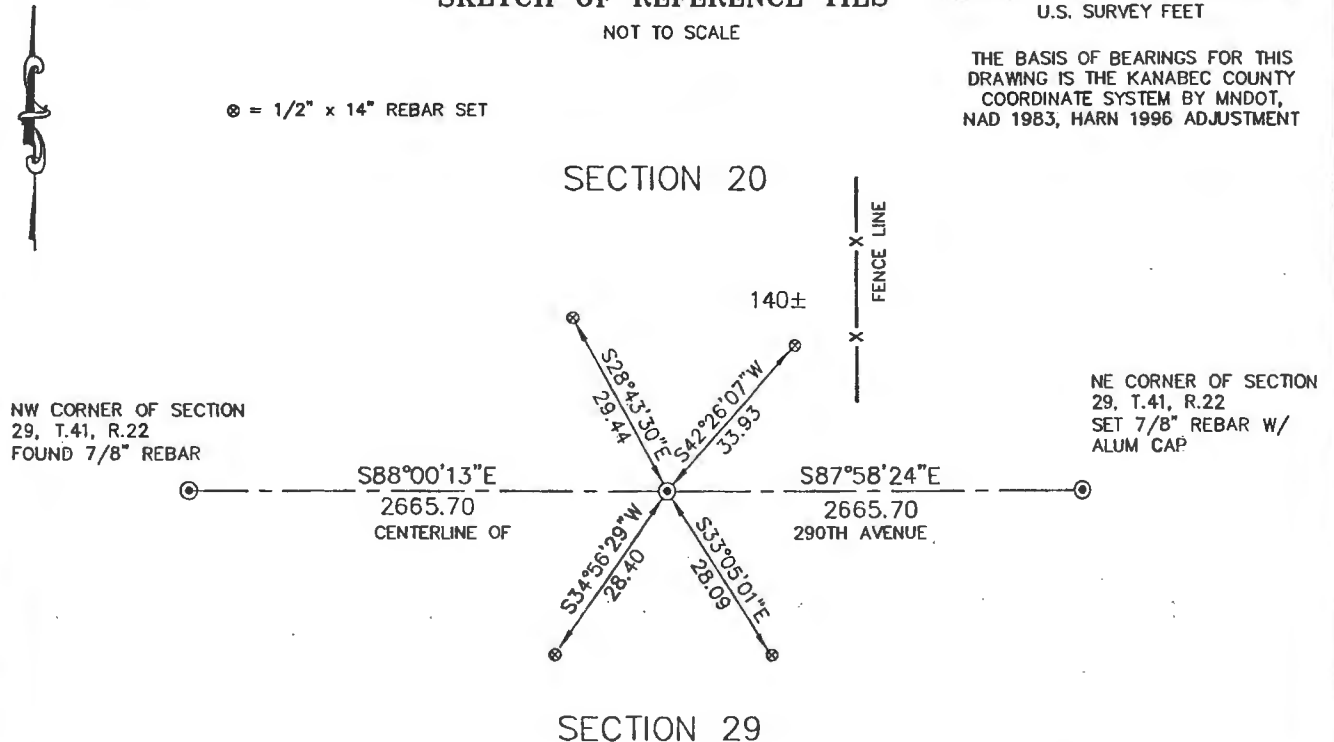 SKETCH OF REFERENCE TIES
NOT TO SCALE
U.S. SURVEY FEET
THE BASIS OF BEARINGS FOR THIS
DRAWING IS THE KANABEC COUNTY
COORDINATE SYSTEM BY MNDOT,
NAD 1983, HARN 1996 ADJUSTMENT
⊗ = 1/2" x 14" REBAR SET
SECTION 20
FENCE LINE
140±
S28°43'30"E
29.44
S42°26'07"W
33.93
NW CORNER OF SECTION
29, T.41, R.22
FOUND 7/8" REBAR
NE CORNER OF SECTION
29, T.41, R.22
SET 7/8" REBAR W/
ALUM CAP
S88°00'13"E
2665.70
CENTERLINE OF
S87°58'24"E
2665.70
290TH AVENUE
S34°56'29"W
28.40
S33°05'01"E
28.09
SECTION 29